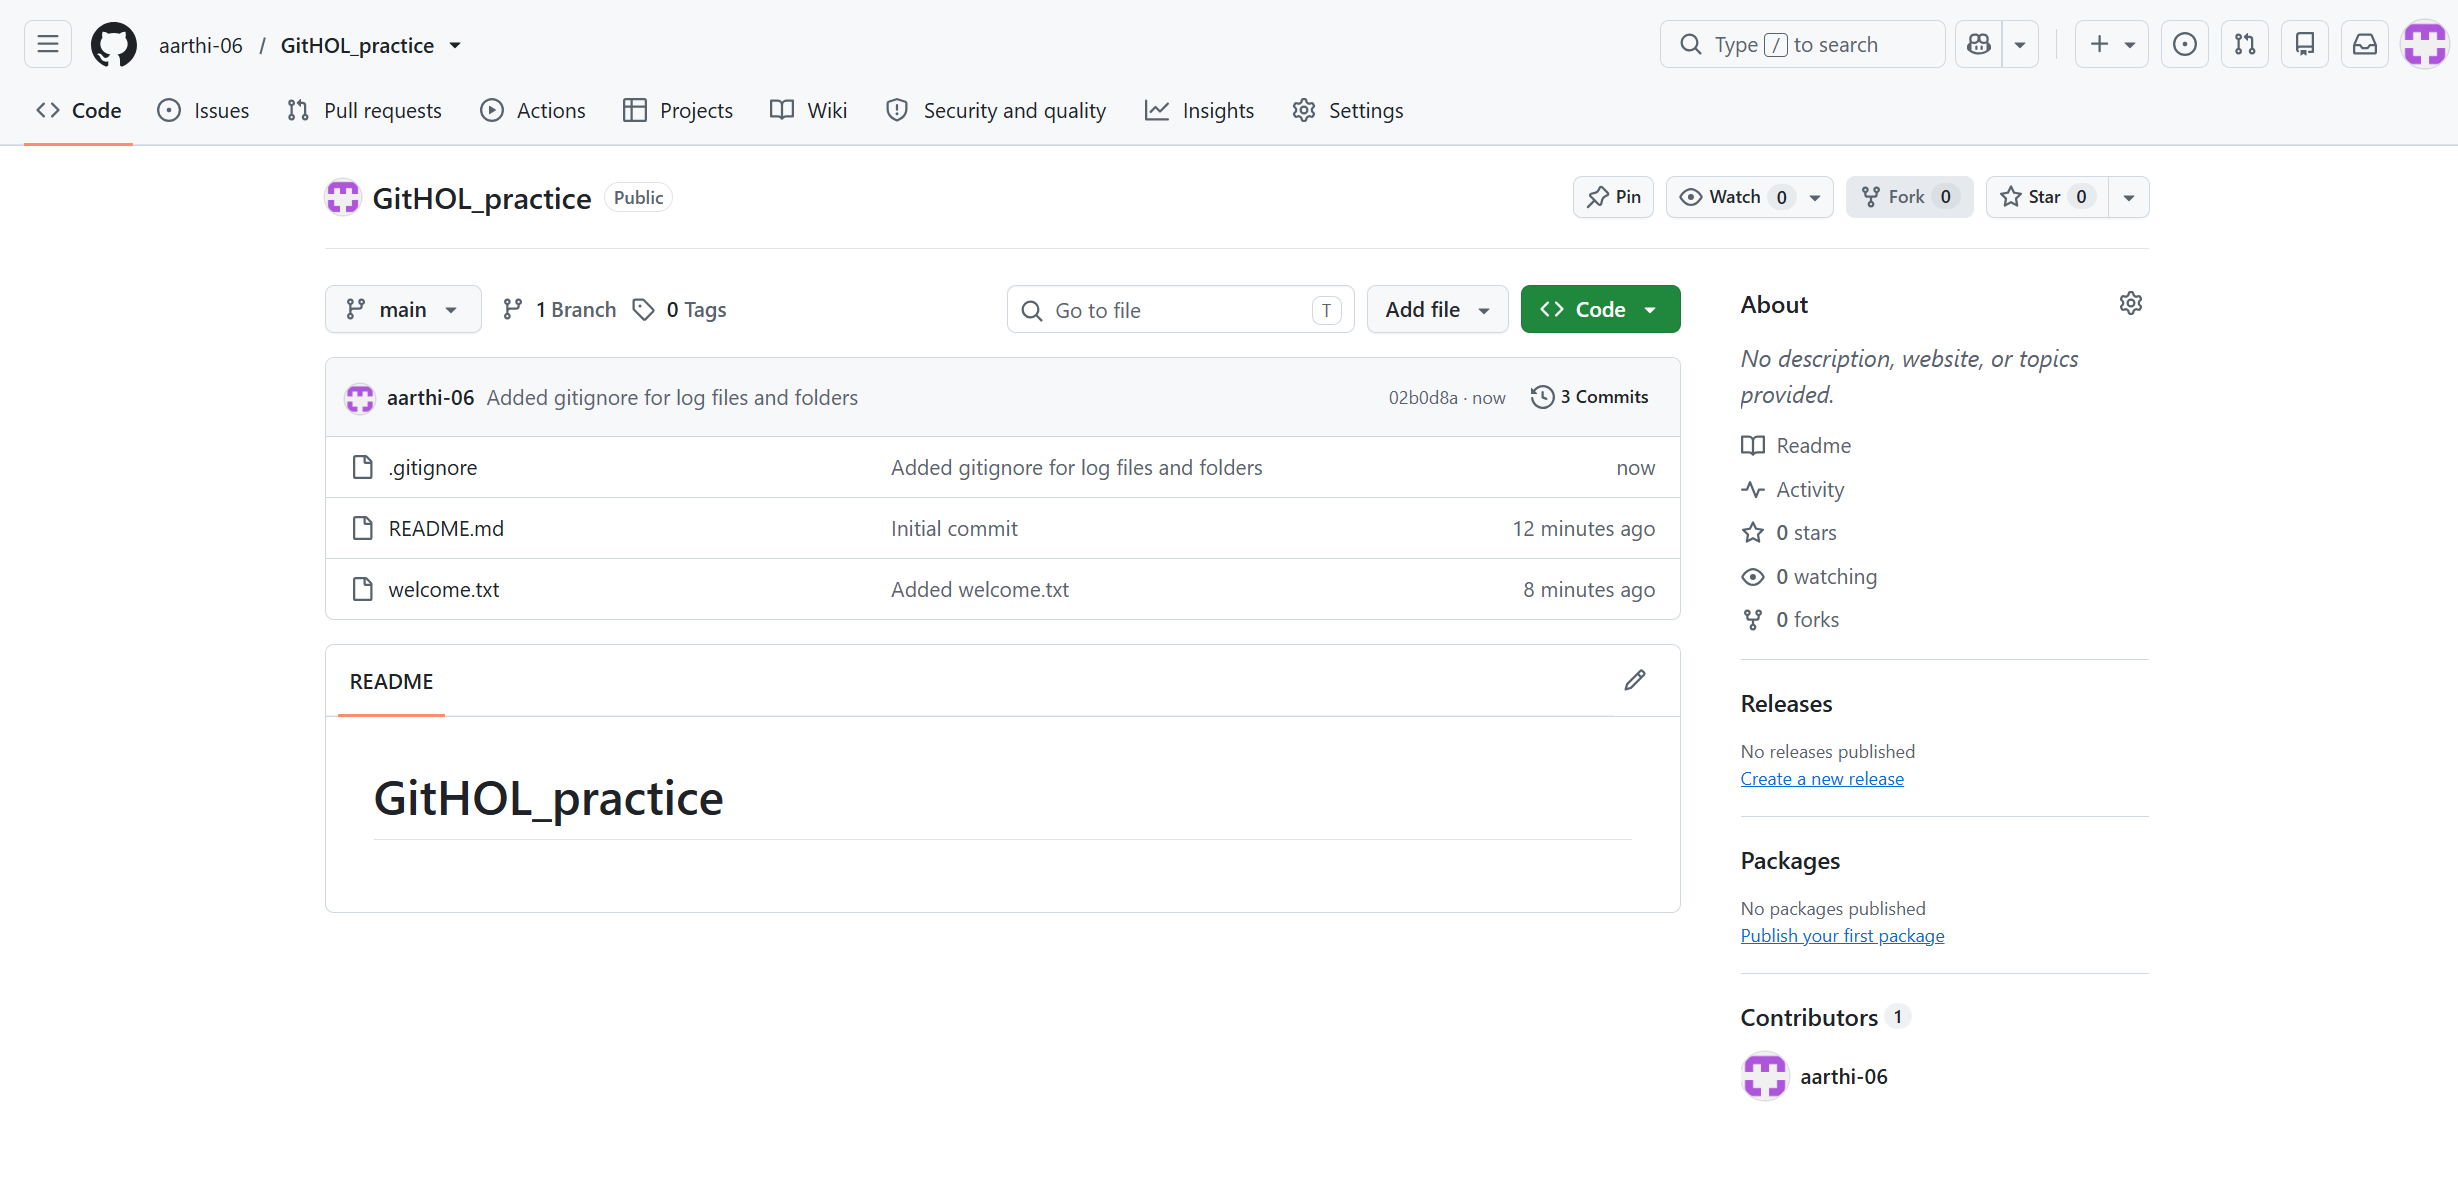 aarthi-06 / GitHOL_practice
Type / to search
Code Issues Pull requests Actions Projects Wiki Security and quality Insights Settings
GitHOL_practice Public
Pin Watch 0 Fork 0 Star 0
main 1 Branch 0 Tags Go to file T Add file Code
aarthi-06 Added gitignore for log files and folders 02b0d8a · now 3 Commits
.gitignore Added gitignore for log files and folders now
README.md Initial commit 12 minutes ago
welcome.txt Added welcome.txt 8 minutes ago
README
GitHOL_practice
About
No description, website, or topics
provided.
Readme
Activity
0 stars
0 watching
0 forks
Releases
No releases published
Create a new release
Packages
No packages published
Publish your first package
Contributors 1
aarthi-06